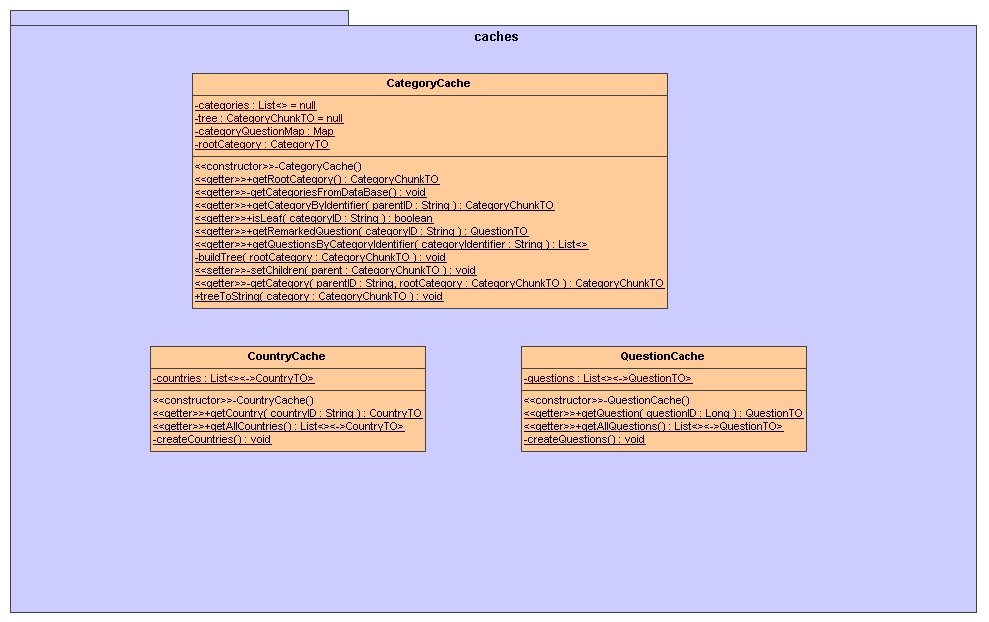 caches
CategoryCache
-categories : List<> = null
-tree : CategoryChunkTO = null
-categoryQuestionMap : Map
-rootCategory : CategoryTO
<<constructor>>-CategoryCache()
<<getter>>+getRootCategory() : CategoryChunkTO
<<getter>>-getCategoriesFromDataBase() : void
<<getter>>+getCategoryByIdentifier( parentID : String ) : CategoryChunkTO
<<getter>>+isLeaf( categoryID : String ) : boolean
<<getter>>+getRemarkedQuestion( categoryID : String ) : QuestionTO
<<getter>>+getQuestionsByCategoryIdentifier( categoryIdentifier : String ) : List<>
-buildTree( rootCategory : CategoryChunkTO ) : void
<<setter>>-setChildren( parent : CategoryChunkTO ) : void
<<getter>>-getCategory( parentID : String, rootCategory : CategoryChunkTO ) : CategoryChunkTO
+treeToString( category : CategoryChunkTO ) : void
CountryCache
-countries : List<><->CountryTO>
<<constructor>>-CountryCache()
<<getter>>+getCountry( countryID : String ) : CountryTO
<<getter>>+getAllCountries() : List<><->CountryTO>
-createCountries() : void
QuestionCache
-questions : List<><->QuestionTO>
<<constructor>>-QuestionCache()
<<getter>>+getQuestion( questionID : Long ) : QuestionTO
<<getter>>+getAllQuestions() : List<><->QuestionTO>
-createQuestions() : void